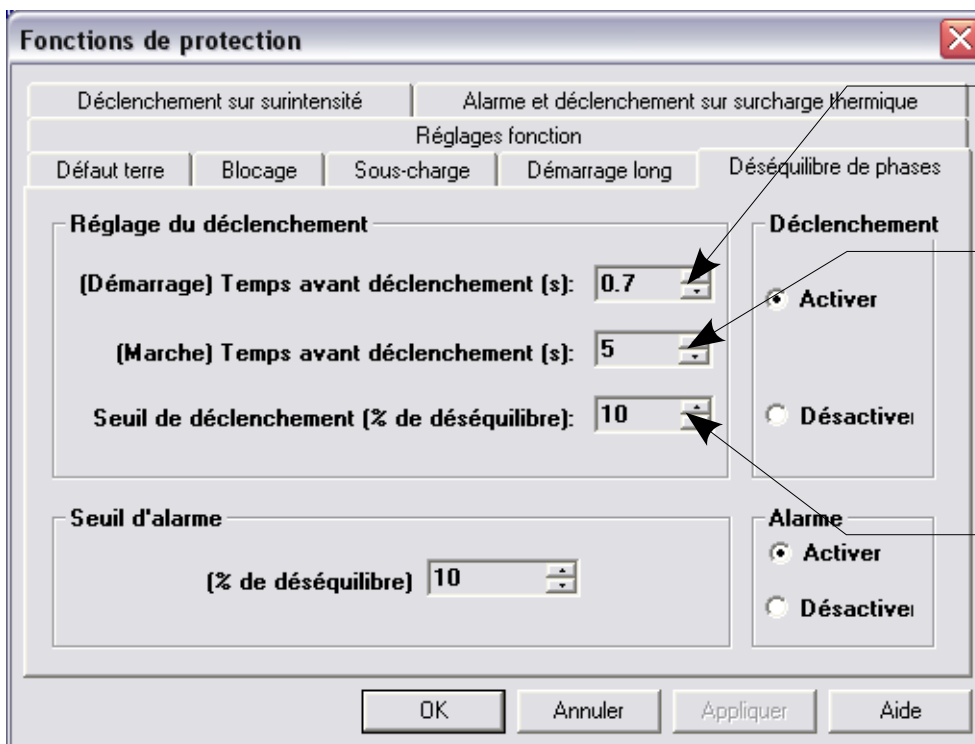 Fonctions de protection
Déclenchement sur surintensité
Alarme et déclenchement sur surcharge thermique
Réglages fonction
Défaut terre
Blocage
Sous-charge
Démarrage long
Déséquilibre de phases
Réglage du déclenchement
(Démarrage) Temps avant déclenchement (s): 0.7
(Marche) Temps avant déclenchement (s): 5
Seuil de déclenchement (% de déséquilibre): 10
Déclenchement
Activer
Désactiver
Seuil d'alarme
(% de déséquilibre) 10
Alarme
Activer
Désactiver
OK
Annuler
Appliquer
Aide